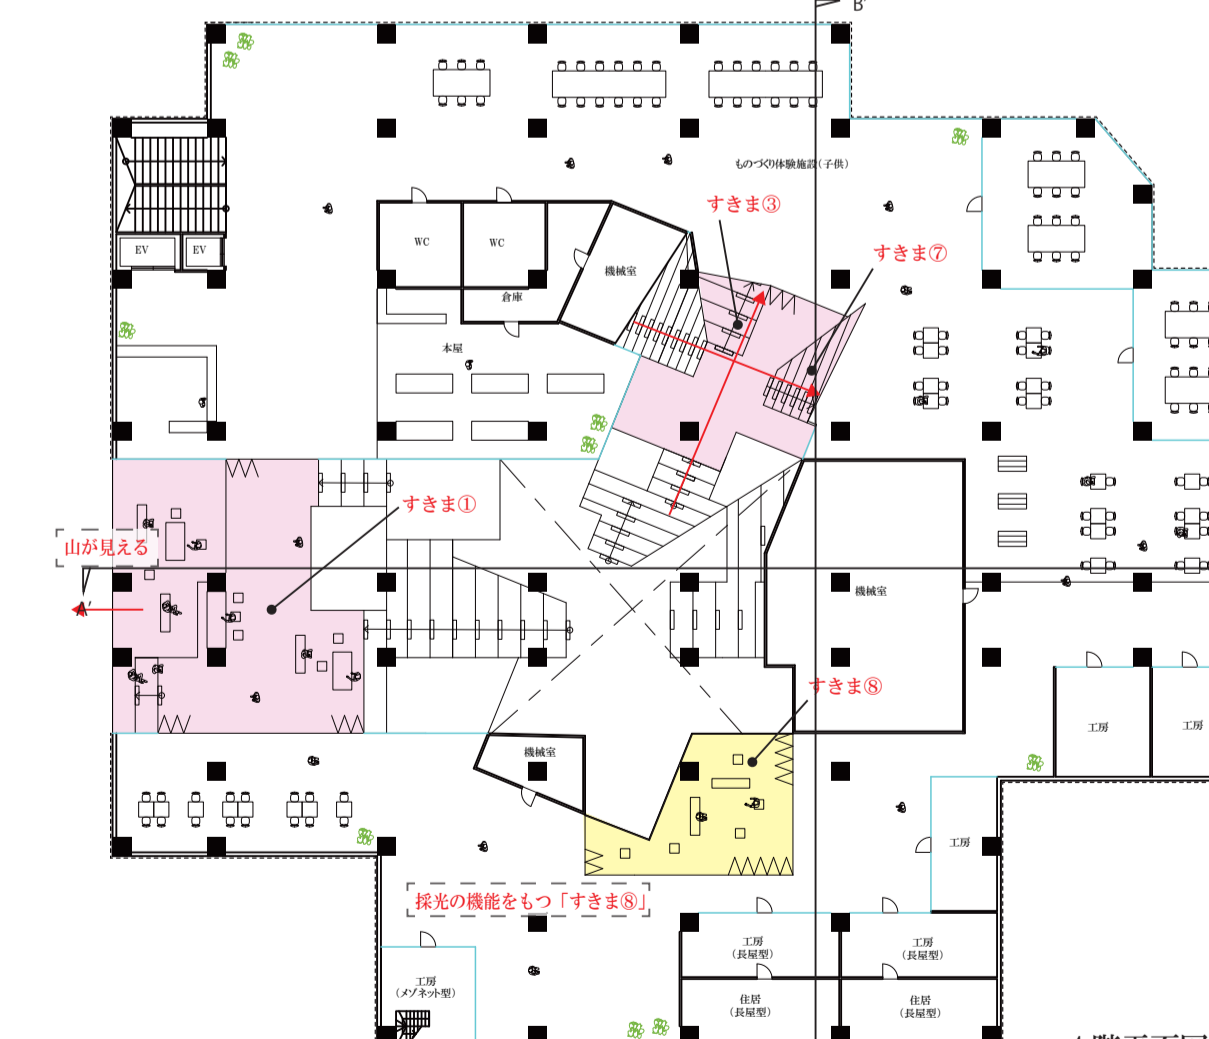 B'
ものづくり体験施設(子供)
すきま③
すきま⑦
EV
EV
WC
WC
機械室
倉庫
本屋
すきま①
山が見える
A'
機械室
すきま⑧
工房
工房
機械室
工房
採光の機能をもつ「すきま⑧」
工房
(長屋型)
工房
(長屋型)
工房
(メゾネット型)
住居
(長屋型)
住居
(長屋型)